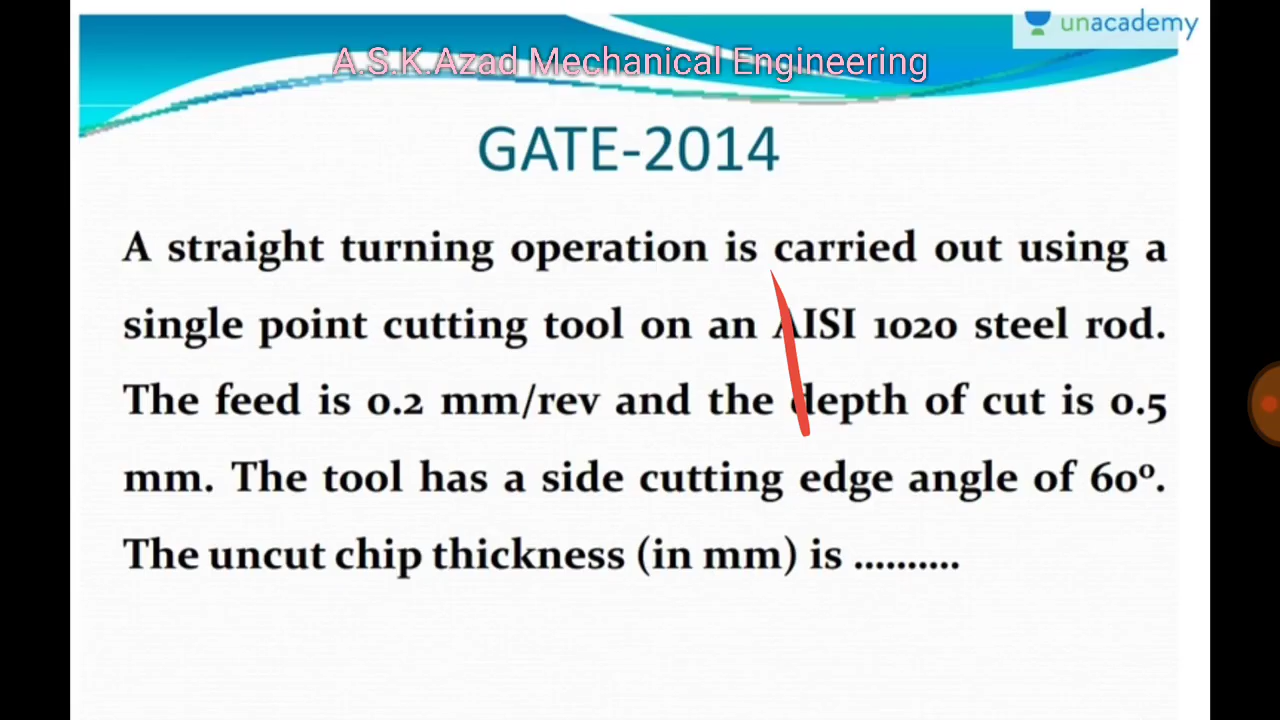 unacademy
A.S.K.Azad Mechanical Engineering
GATE-2014
A straight turning operation is carried out using a
single point cutting tool on an AISI 1020 steel rod.
The feed is 0.2 mm/rev and the depth of cut is 0.5
mm. The tool has a side cutting edge angle of 60º.
The uncut chip thickness (in mm) is ..........